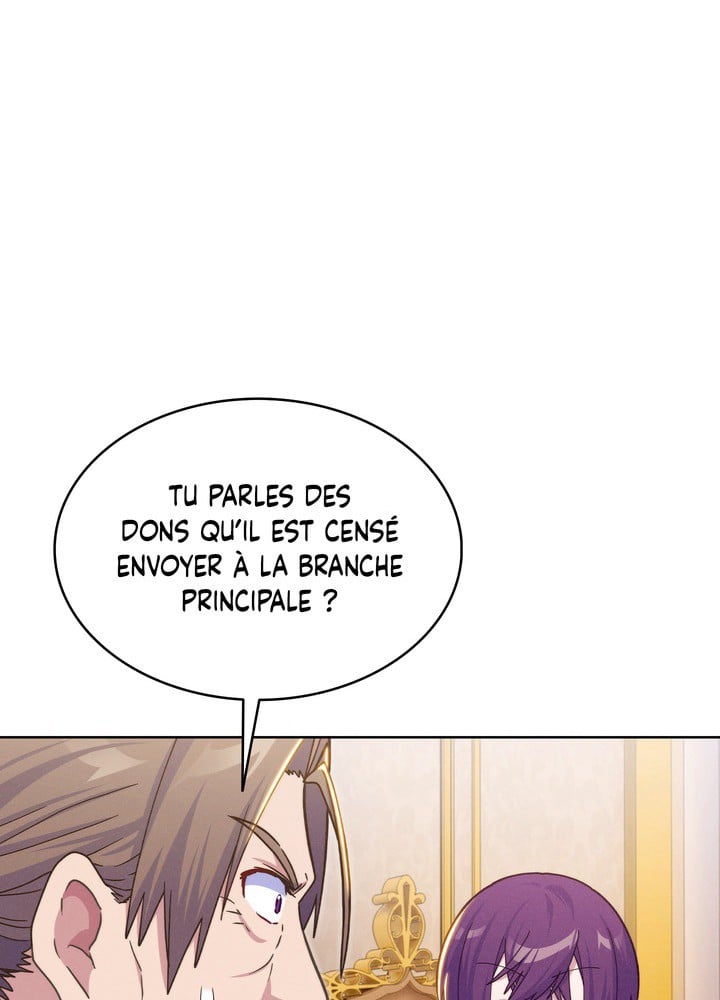 TU PARLES DES
DONS QU'IL EST CENSÉ
ENVOYER À LA BRANCHE
PRINCIPALE ?